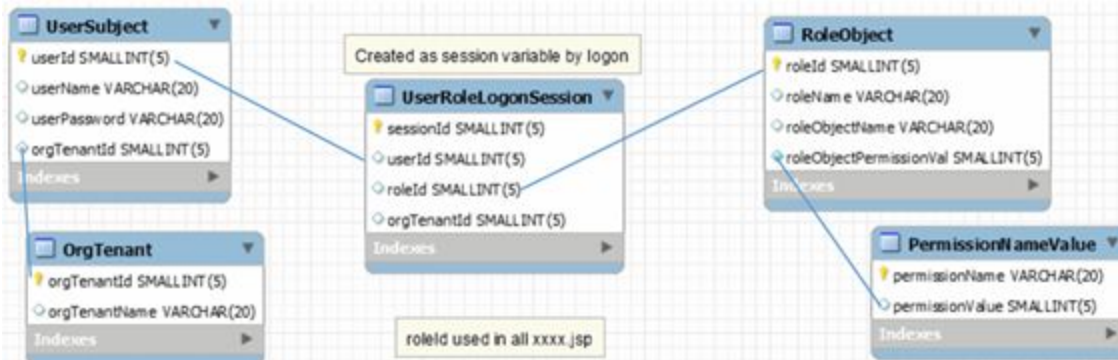 UserSubject
userId SMALLINT(5)
userName VARCHAR(20)
userPassword VARCHAR(20)
orgTenantId SMALLINT(5)
Indexes
OrgTenant
orgTenantId SMALLINT(5)
orgTenantName VARCHAR(20)
Indexes
Created as session variable by logon
UserRoleLogonSession
sessionId SMALLINT(5)
userId SMALLINT(5)
roleId SMALLINT(5)
orgTenantId SMALLINT(5)
Indexes
roleId used in all xxxx.jsp
RoleObject
roleId SMALLINT(5)
roleName VARCHAR(20)
roleObjectName VARCHAR(20)
roleObjectPermissionVal SMALLINT(5)
Indexes
PermissionNameValue
permissionName VARCHAR(20)
permissionValue SMALLINT(5)
Indexes